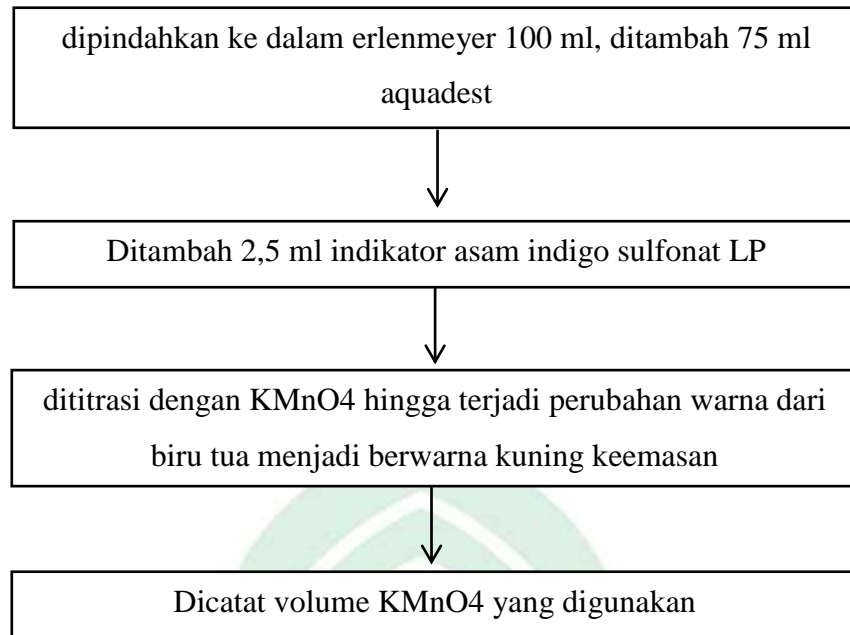 dipindahkan ke dalam erlenmeyer 100 ml, ditambah 75 ml
aquadest
Ditambah 2,5 ml indikator asam indigo sulfonat LP
dititrasi dengan KMnO4 hingga terjadi perubahan warna dari
biru tua menjadi berwarna kuning keemasan
Dicatat volume KMnO4 yang digunakan